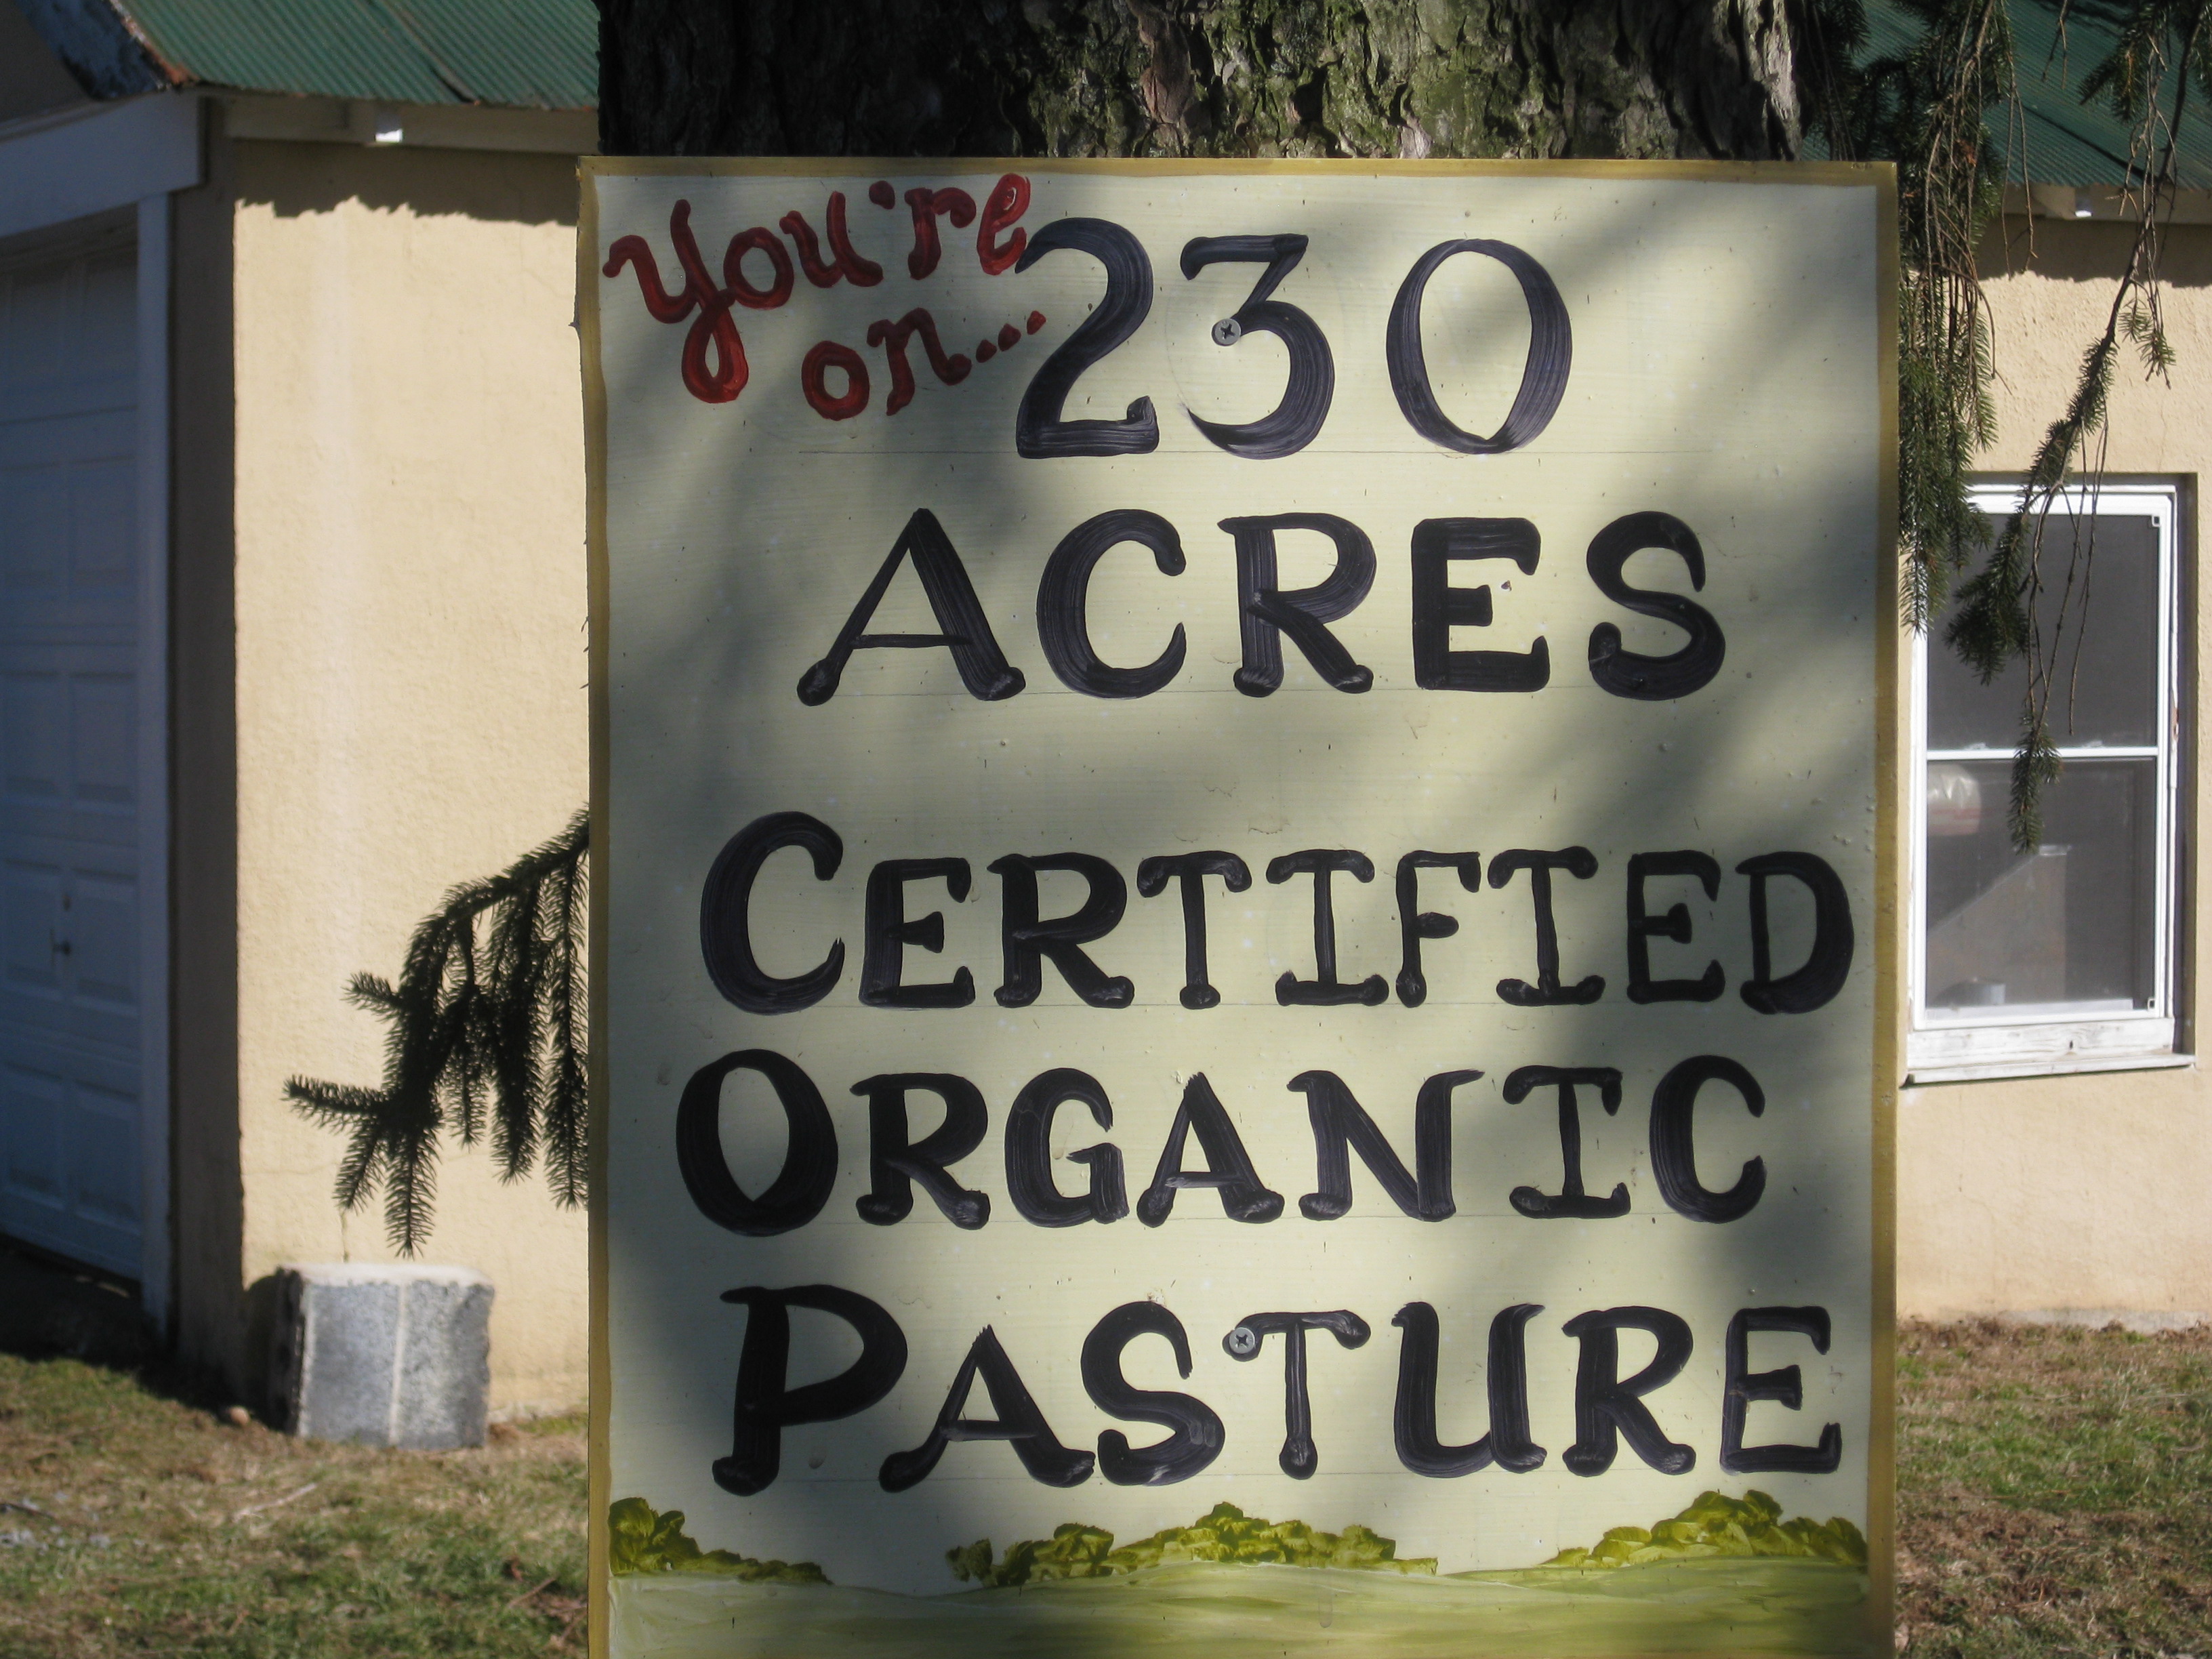 You're
on...
230
ACRES
CERTIFIED
ORGANIC
PASTURE